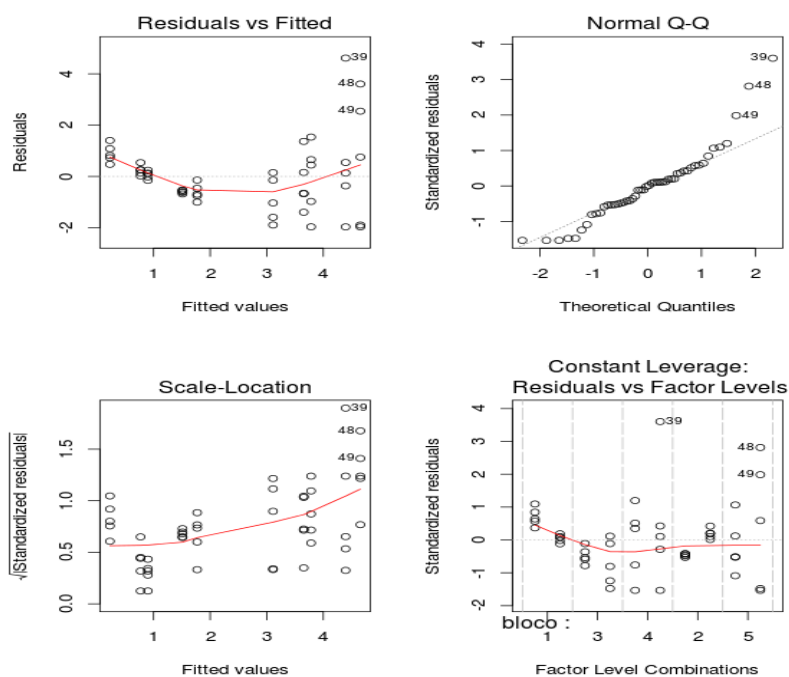 Residuals vs Fitted
Residuals
4
2
0
-2
39
48
49
1 2 3 4
Fitted values
Normal Q-Q
Standardized residuals
4
3
2
1
0
-1
39
48
49
-2 -1 0 1 2
Theoretical Quantiles
Scale-Location
√|Standardized residuals|
1.5
1.0
0.5
0.0
39
48
49
1 2 3 4
Fitted values
Constant Leverage:
Residuals vs Factor Levels
Standardized residuals
4
3
2
1
0
-1
-2
39
48
49
bloco :
1 3 4 2 5
Factor Level Combinations